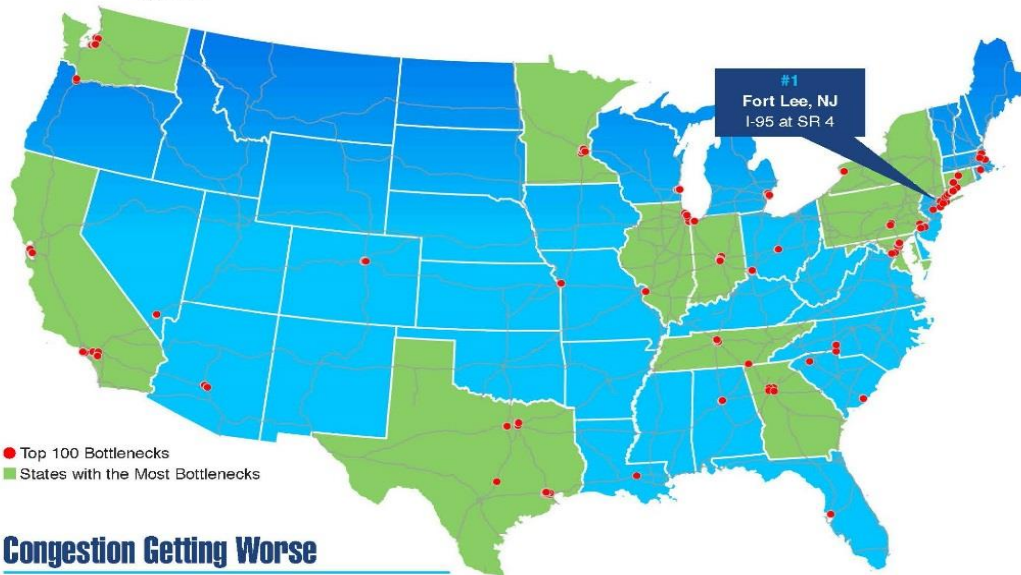 #1
Fort Lee, NJ
I-95 at SR 4
Top 100 Bottlenecks
States with the Most Bottlenecks
Congestion Getting Worse